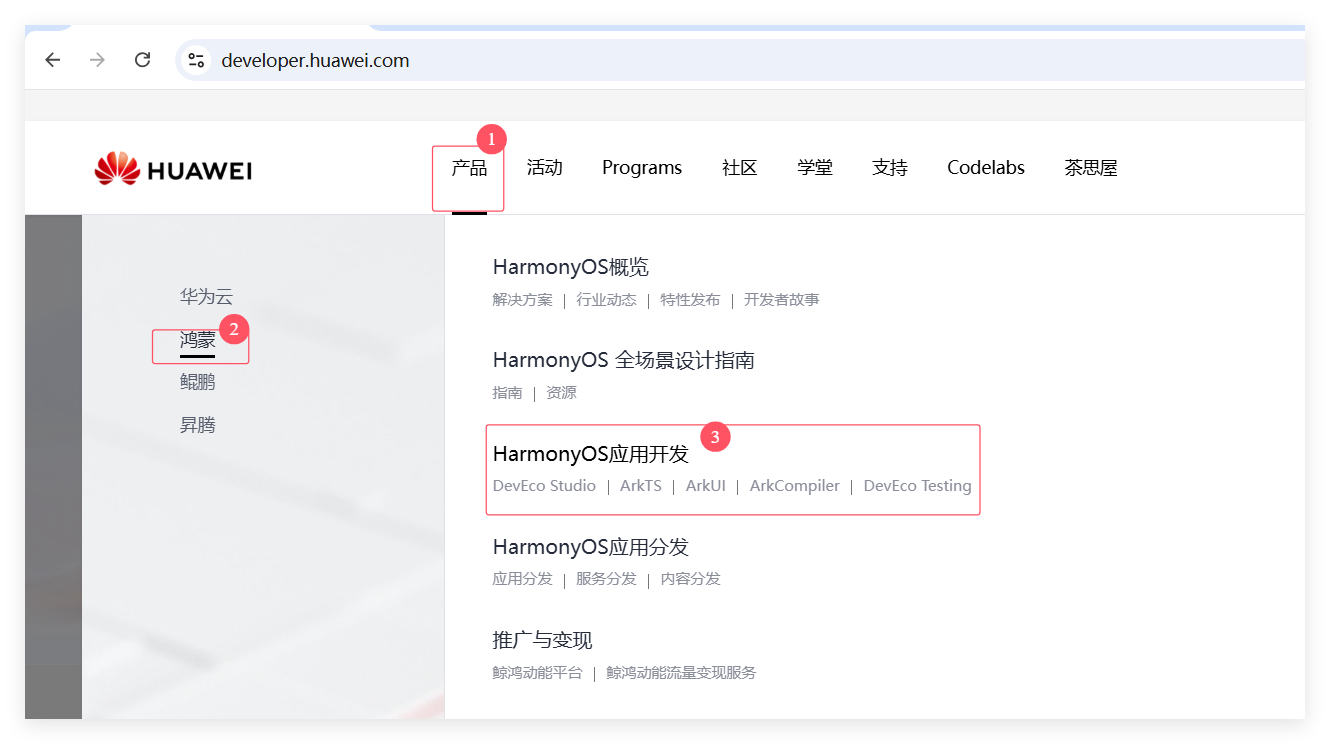 developer.huawei.com
HUAWEI
产品 活动 Programs 社区 学堂 支持 Codelabs 茶思屋
1
华为云
鸿蒙
2
鲲鹏
昇腾
HarmonyOS概览
解决方案 | 行业动态 | 特性发布 | 开发者故事
HarmonyOS 全场景设计指南
指南 | 资源
HarmonyOS应用开发
3
DevEco Studio | ArkTS | ArkUI | ArkCompiler | DevEco Testing
HarmonyOS应用分发
应用分发 | 服务分发 | 内容分发
推广与变现
鲸鸿动能平台 | 鲸鸿动能流量变现服务